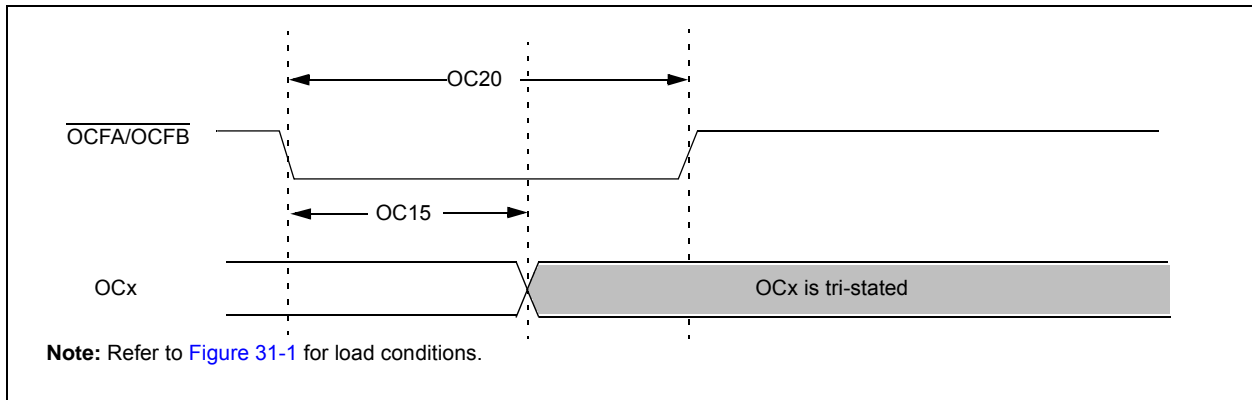 OC20
OCFA/OCFB
OC15
OCx
OCx is tri-stated
Note: Refer to Figure 31-1 for load conditions.